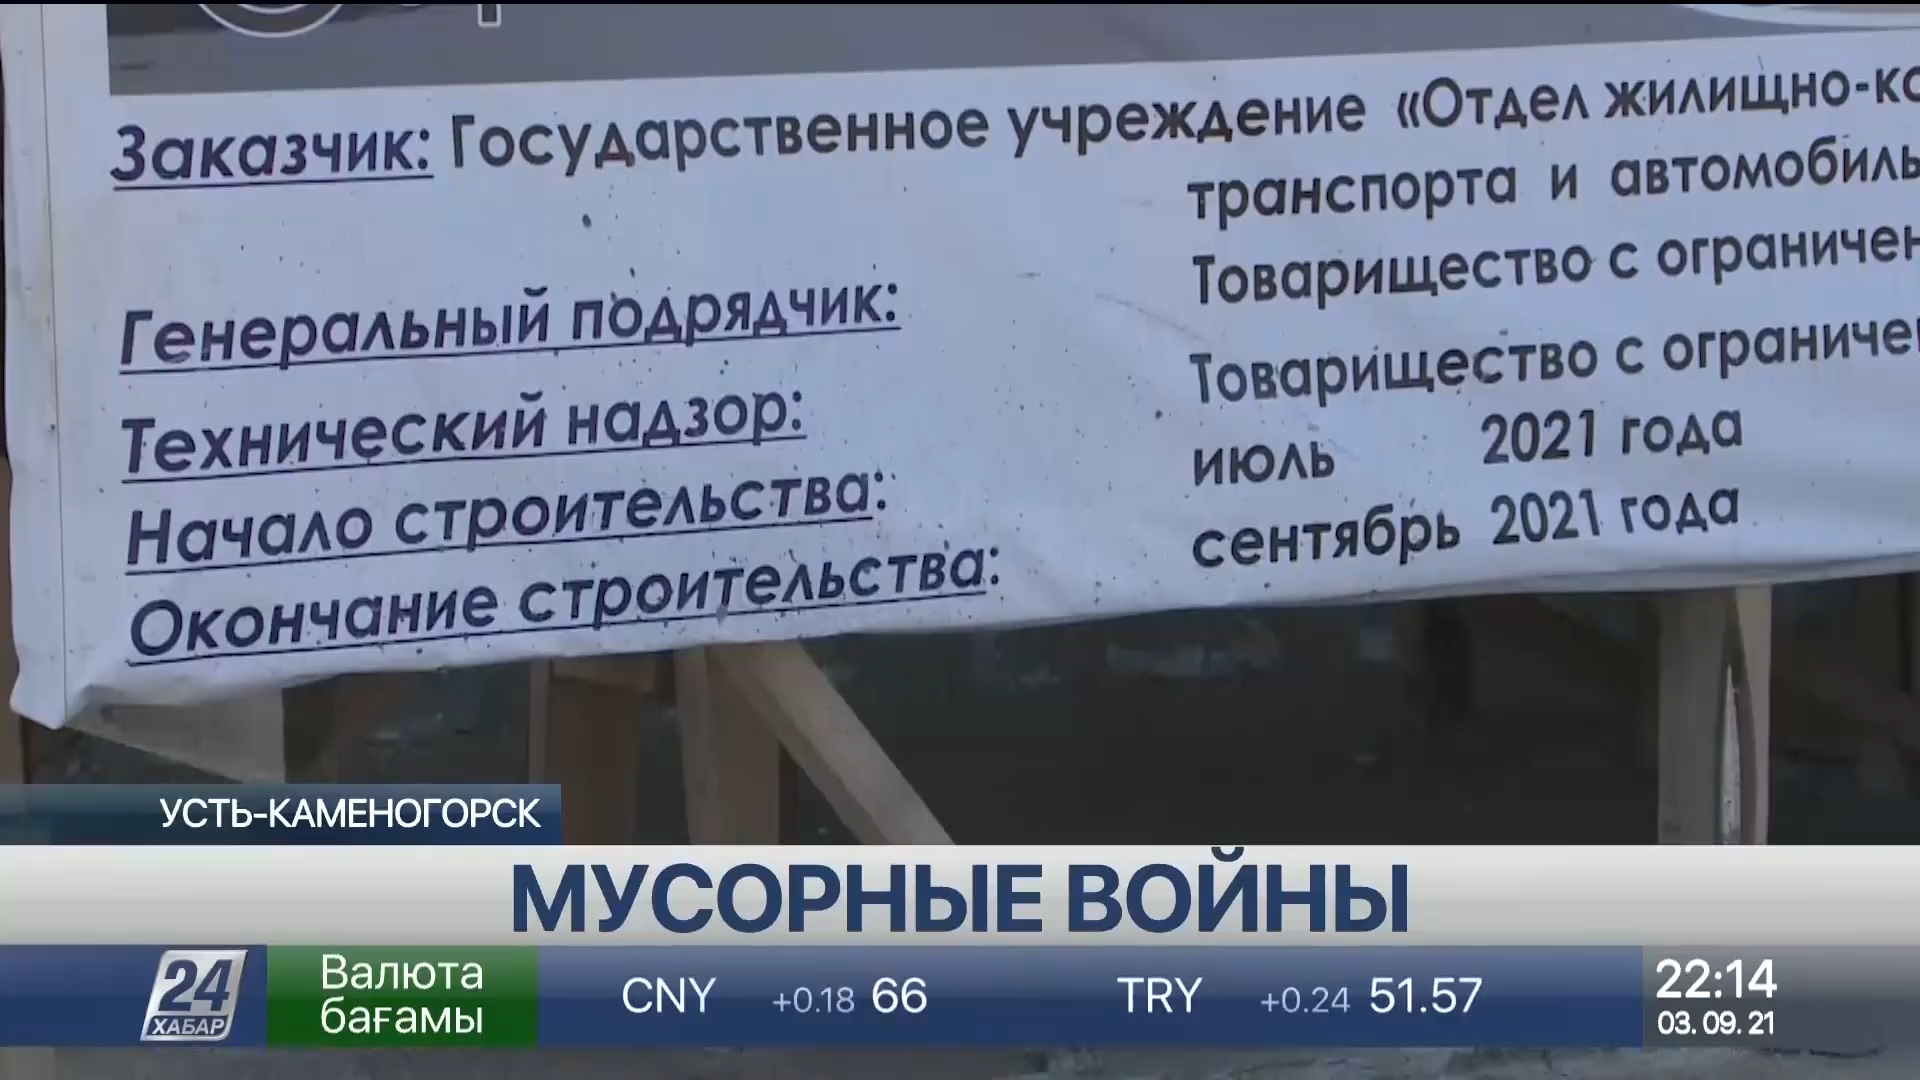 Заказчик: Государственное учреждение «Отдел жилищно-ко
транспорта и автомобиль
Генеральный подрядчик: Товарищество с ограничен
Технический надзор: Товарищество с ограниче
Начало строительства: июль 2021 года
Окончание строительства: сентябрь 2021 года
УСТЬ-КАМЕНОГОРСК
МУСОРНЫЕ ВОЙНЫ
24 ХАБАР
Валюта бағамы
CNY +0.18 66 TRY +0.24 51.57
22:14
03. 09. 21